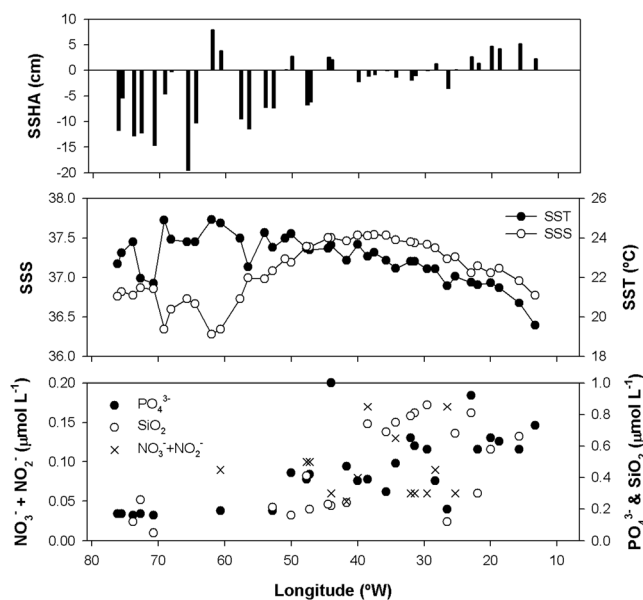 10
5
0
-5
-10
-15
-20
SSHA (cm)
38.0
37.5
37.0
36.5
36.0
SSS
SST
SSS
26
24
22
20
18
SST (ºC)
0.20
0.15
0.10
0.05
0.00
NO₃⁻ + NO₂⁻ (μmol L⁻¹)
PO₄³⁻
SiO₂
NO₃⁻+NO₂⁻
1.0
0.8
0.6
0.4
0.2
0.0
PO₄³⁻ & SiO₂ (μmol L⁻¹)
80 70 60 50 40 30 20 10
Longitude (ºW)